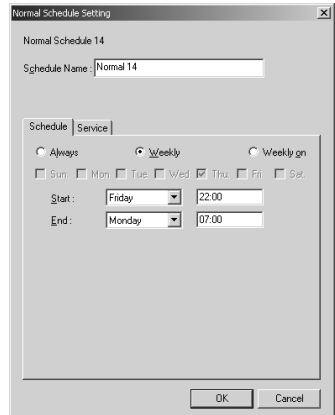 Normal Schedule Setting
Normal Schedule 14
Schedule Name : Normal 14
Schedule Service
Always Weekly Weekly on
Sun. Mon. Tue. Wed. Thu. Fri. Sat.
Start : Friday 22:00
End : Monday 07:00
OK Cancel